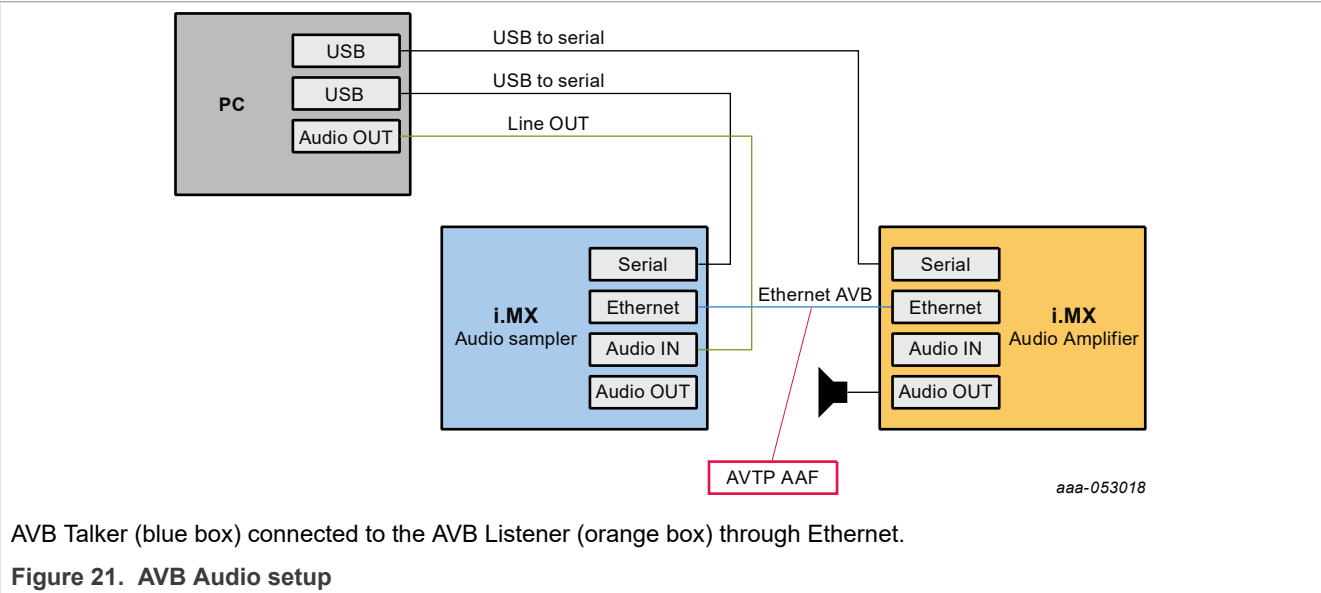 USB to serial
USB
USB to serial
PC
USB
Line OUT
Audio OUT
Serial
Serial
Ethernet AVB
Ethernet
Ethernet
i.MX
Audio sampler
i.MX
Audio Amplifier
Audio IN
Audio IN
Audio OUT
Audio OUT
AVTP AAF
aaa-053018
AVB Talker (blue box) connected to the AVB Listener (orange box) through Ethernet.
Figure 21. AVB Audio setup